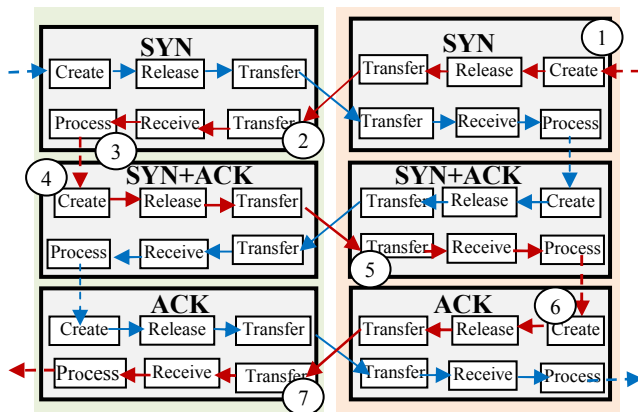 SYN
Create Release Transfer
Process Receive Transfer
2
3
4
SYN+ACK
Create Release Transfer
Process Receive Transfer
ACK
Create Release Transfer
Process Receive Transfer
7
SYN
1
Transfer Release Create
Transfer Receive Process
SYN+ACK
Transfer Release Create
Transfer Receive Process
5
ACK
6
Transfer Release Create
Transfer Receive Process